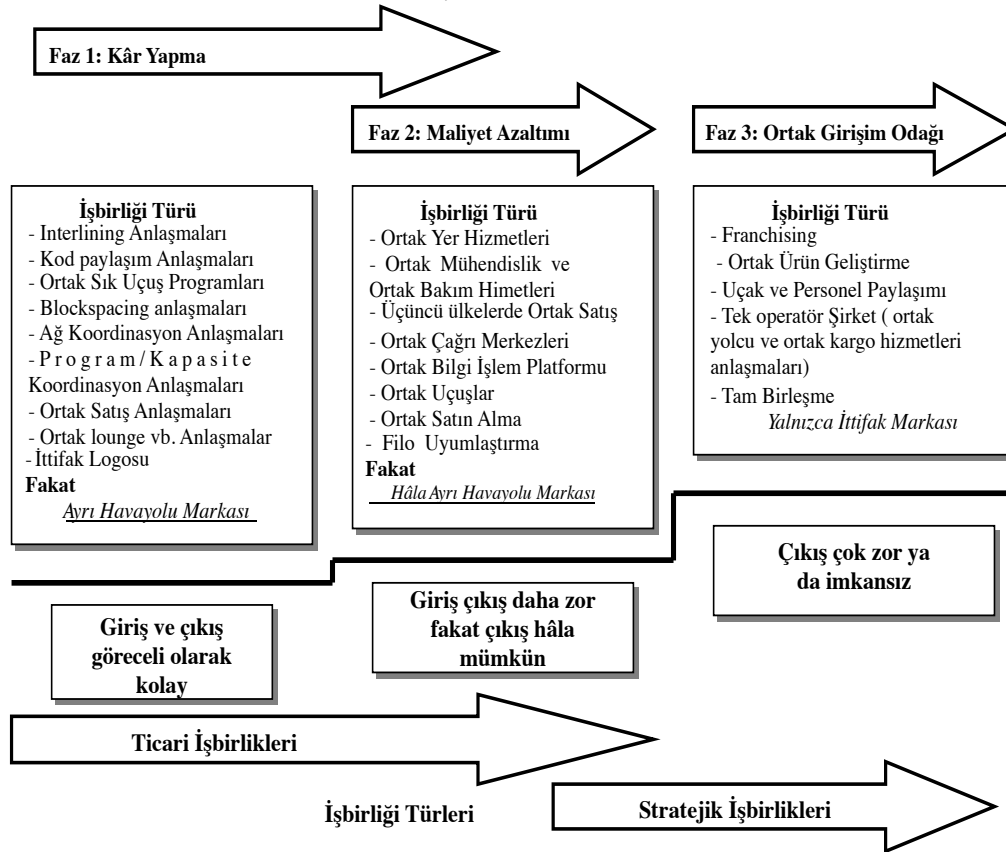 Faz 1: Kâr Yapma
Faz 2: Maliyet Azaltımı
Faz 3: Ortak Girişim Odağı
İşbirliği Türü
- Interlining Anlaşmaları
- Kod paylaşım Anlaşmaları
- Ortak Sık Uçuş Programları
- Blockspacing anlaşmaları
- Ağ Koordinasyon Anlaşmaları
- Program/Kapasite
Koordinasyon Anlaşmaları
- Ortak Satış Anlaşmaları
- Ortak lounge vb. Anlaşmalar
- İttifak Logosu
Fakat
Ayrı Havayolu Markası
İşbirliği Türü
- Ortak Yer Hizmetleri
- Ortak Mühendislik ve
Ortak Bakım Himetleri
- Üçüncü ülkelerde Ortak Satış
- Ortak Çağrı Merkezleri
- Ortak Bilgi İşlem Platformu
- Ortak Uçuşlar
- Ortak Satın Alma
- Filo Uyumlaştırma
Fakat
Hâla Ayrı Havayolu Markası
İşbirliği Türü
- Franchising
- Ortak Ürün Geliştirme
- Uçak ve Personel Paylaşımı
- Tek operatör Şirket ( ortak
yolcu ve ortak kargo hizmetleri
anlaşmaları)
- Tam Birleşme
Yalnızca İttifak Markası
Giriş ve çıkış
göreceli olarak
kolay
Giriş çıkış daha zor
fakat çıkış hâla
mümkün
Çıkış çok zor ya
da imkansız
Ticari İşbirlikleri
İşbirliği Türleri
Stratejik İşbirlikleri